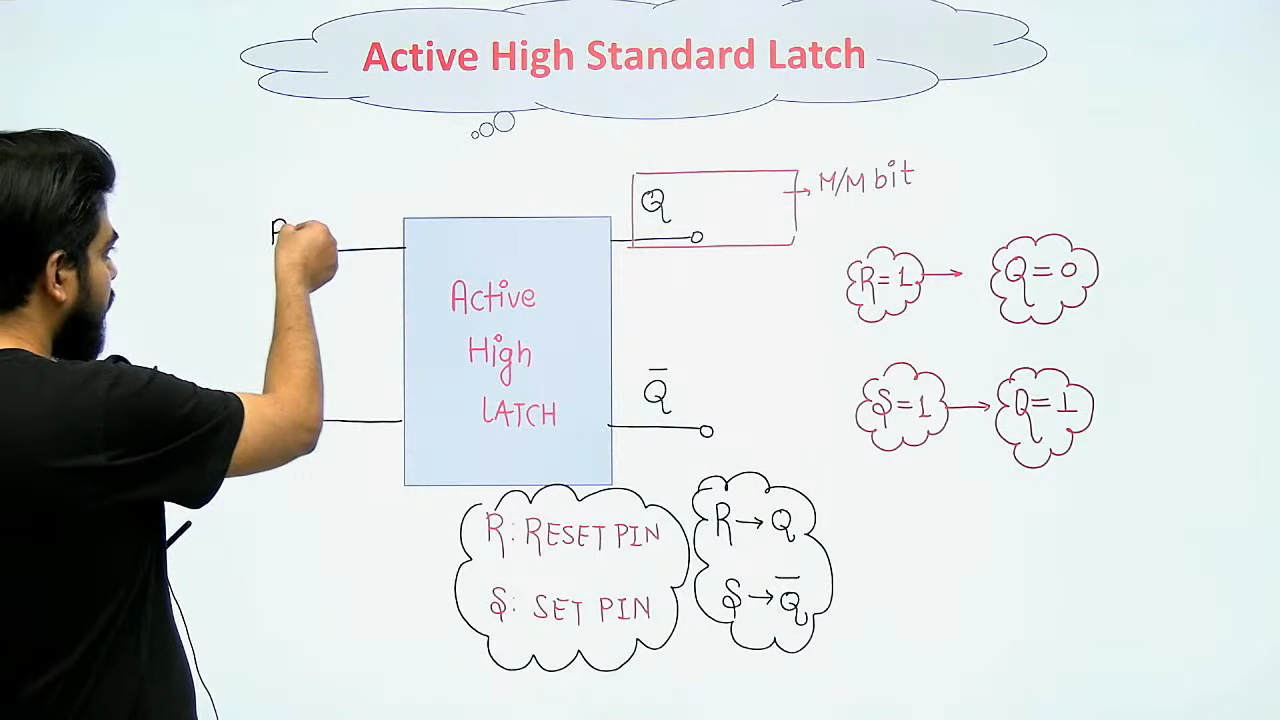 Active High Standard Latch
Q
M/M bit
R
Active
High
LATCH
Q̅
R=1 → Q=0
S=1 → Q=1
R: RESET PIN
S: SET PIN
R→Q
S→Q̅